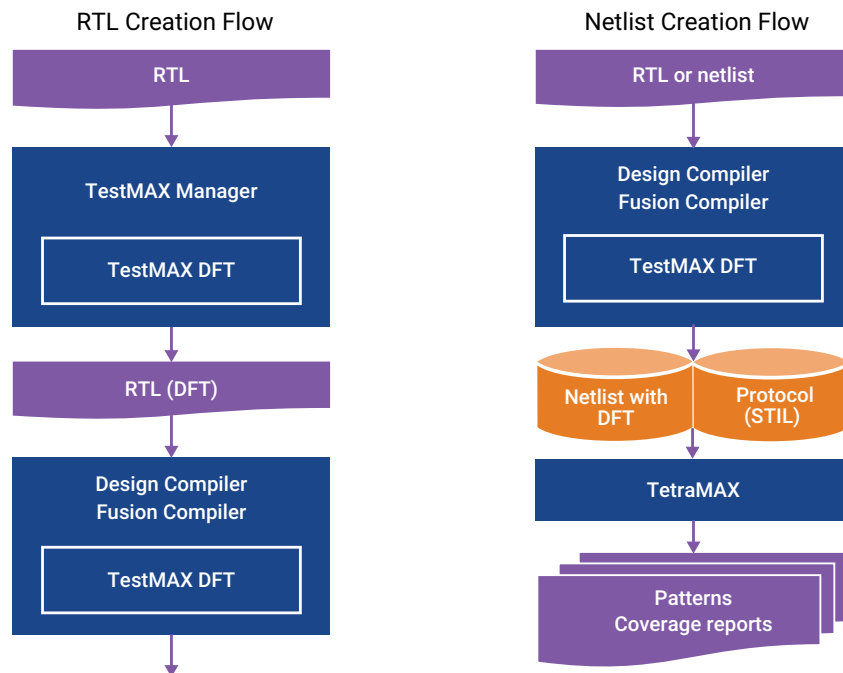 RTL Creation Flow
RTL
TestMAX Manager
TestMAX DFT
RTL (DFT)
Design Compiler
Fusion Compiler
TestMAX DFT
Netlist Creation Flow
RTL or netlist
Design Compiler
Fusion Compiler
TestMAX DFT
Netlist with
DFT
Protocol
(STIL)
TetraMAX
Patterns
Coverage reports